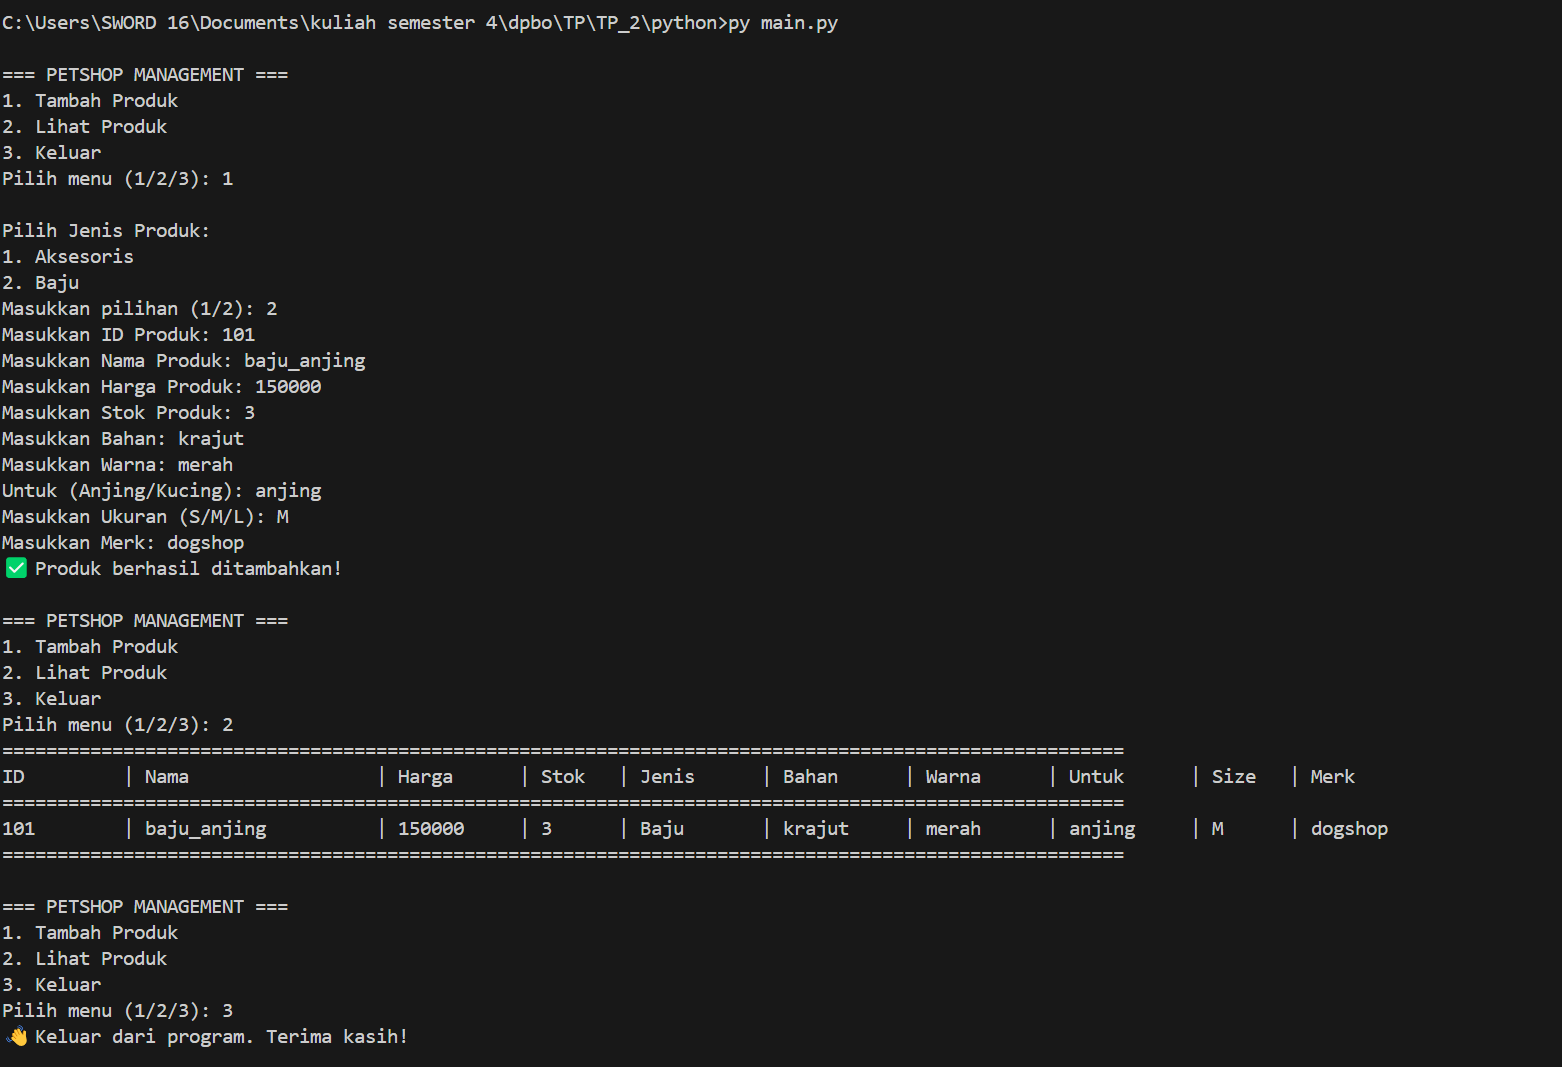 C:\Users\SWORD 16\Documents\kuliah semester 4\dpbo\TP\TP_2\python>py main.py
=== PETSHOP MANAGEMENT ===
1. Tambah Produk
2. Lihat Produk
3. Keluar
Pilih menu (1/2/3): 1
Pilih Jenis Produk:
1. Aksesoris
2. Baju
Masukkan pilihan (1/2): 2
Masukkan ID Produk: 101
Masukkan Nama Produk: baju_anjing
Masukkan Harga Produk: 150000
Masukkan Stok Produk: 3
Masukkan Bahan: krajut
Masukkan Warna: merah
Untuk (Anjing/Kucing): anjing
Masukkan Ukuran (S/M/L): M
Masukkan Merk: dogshop
✅ Produk berhasil ditambahkan!
=== PETSHOP MANAGEMENT ===
1. Tambah Produk
2. Lihat Produk
3. Keluar
Pilih menu (1/2/3): 2
======================================================================================================
ID         | Nama                 | Harga      | Stok   | Jenis      | Bahan      | Warna      | Untuk      | Size   | Merk
======================================================================================================
101        | baju_anjing          | 150000     | 3      | Baju       | krajut     | merah      | anjing     | M      | dogshop
======================================================================================================
=== PETSHOP MANAGEMENT ===
1. Tambah Produk
2. Lihat Produk
3. Keluar
Pilih menu (1/2/3): 3
👋 Keluar dari program. Terima kasih!